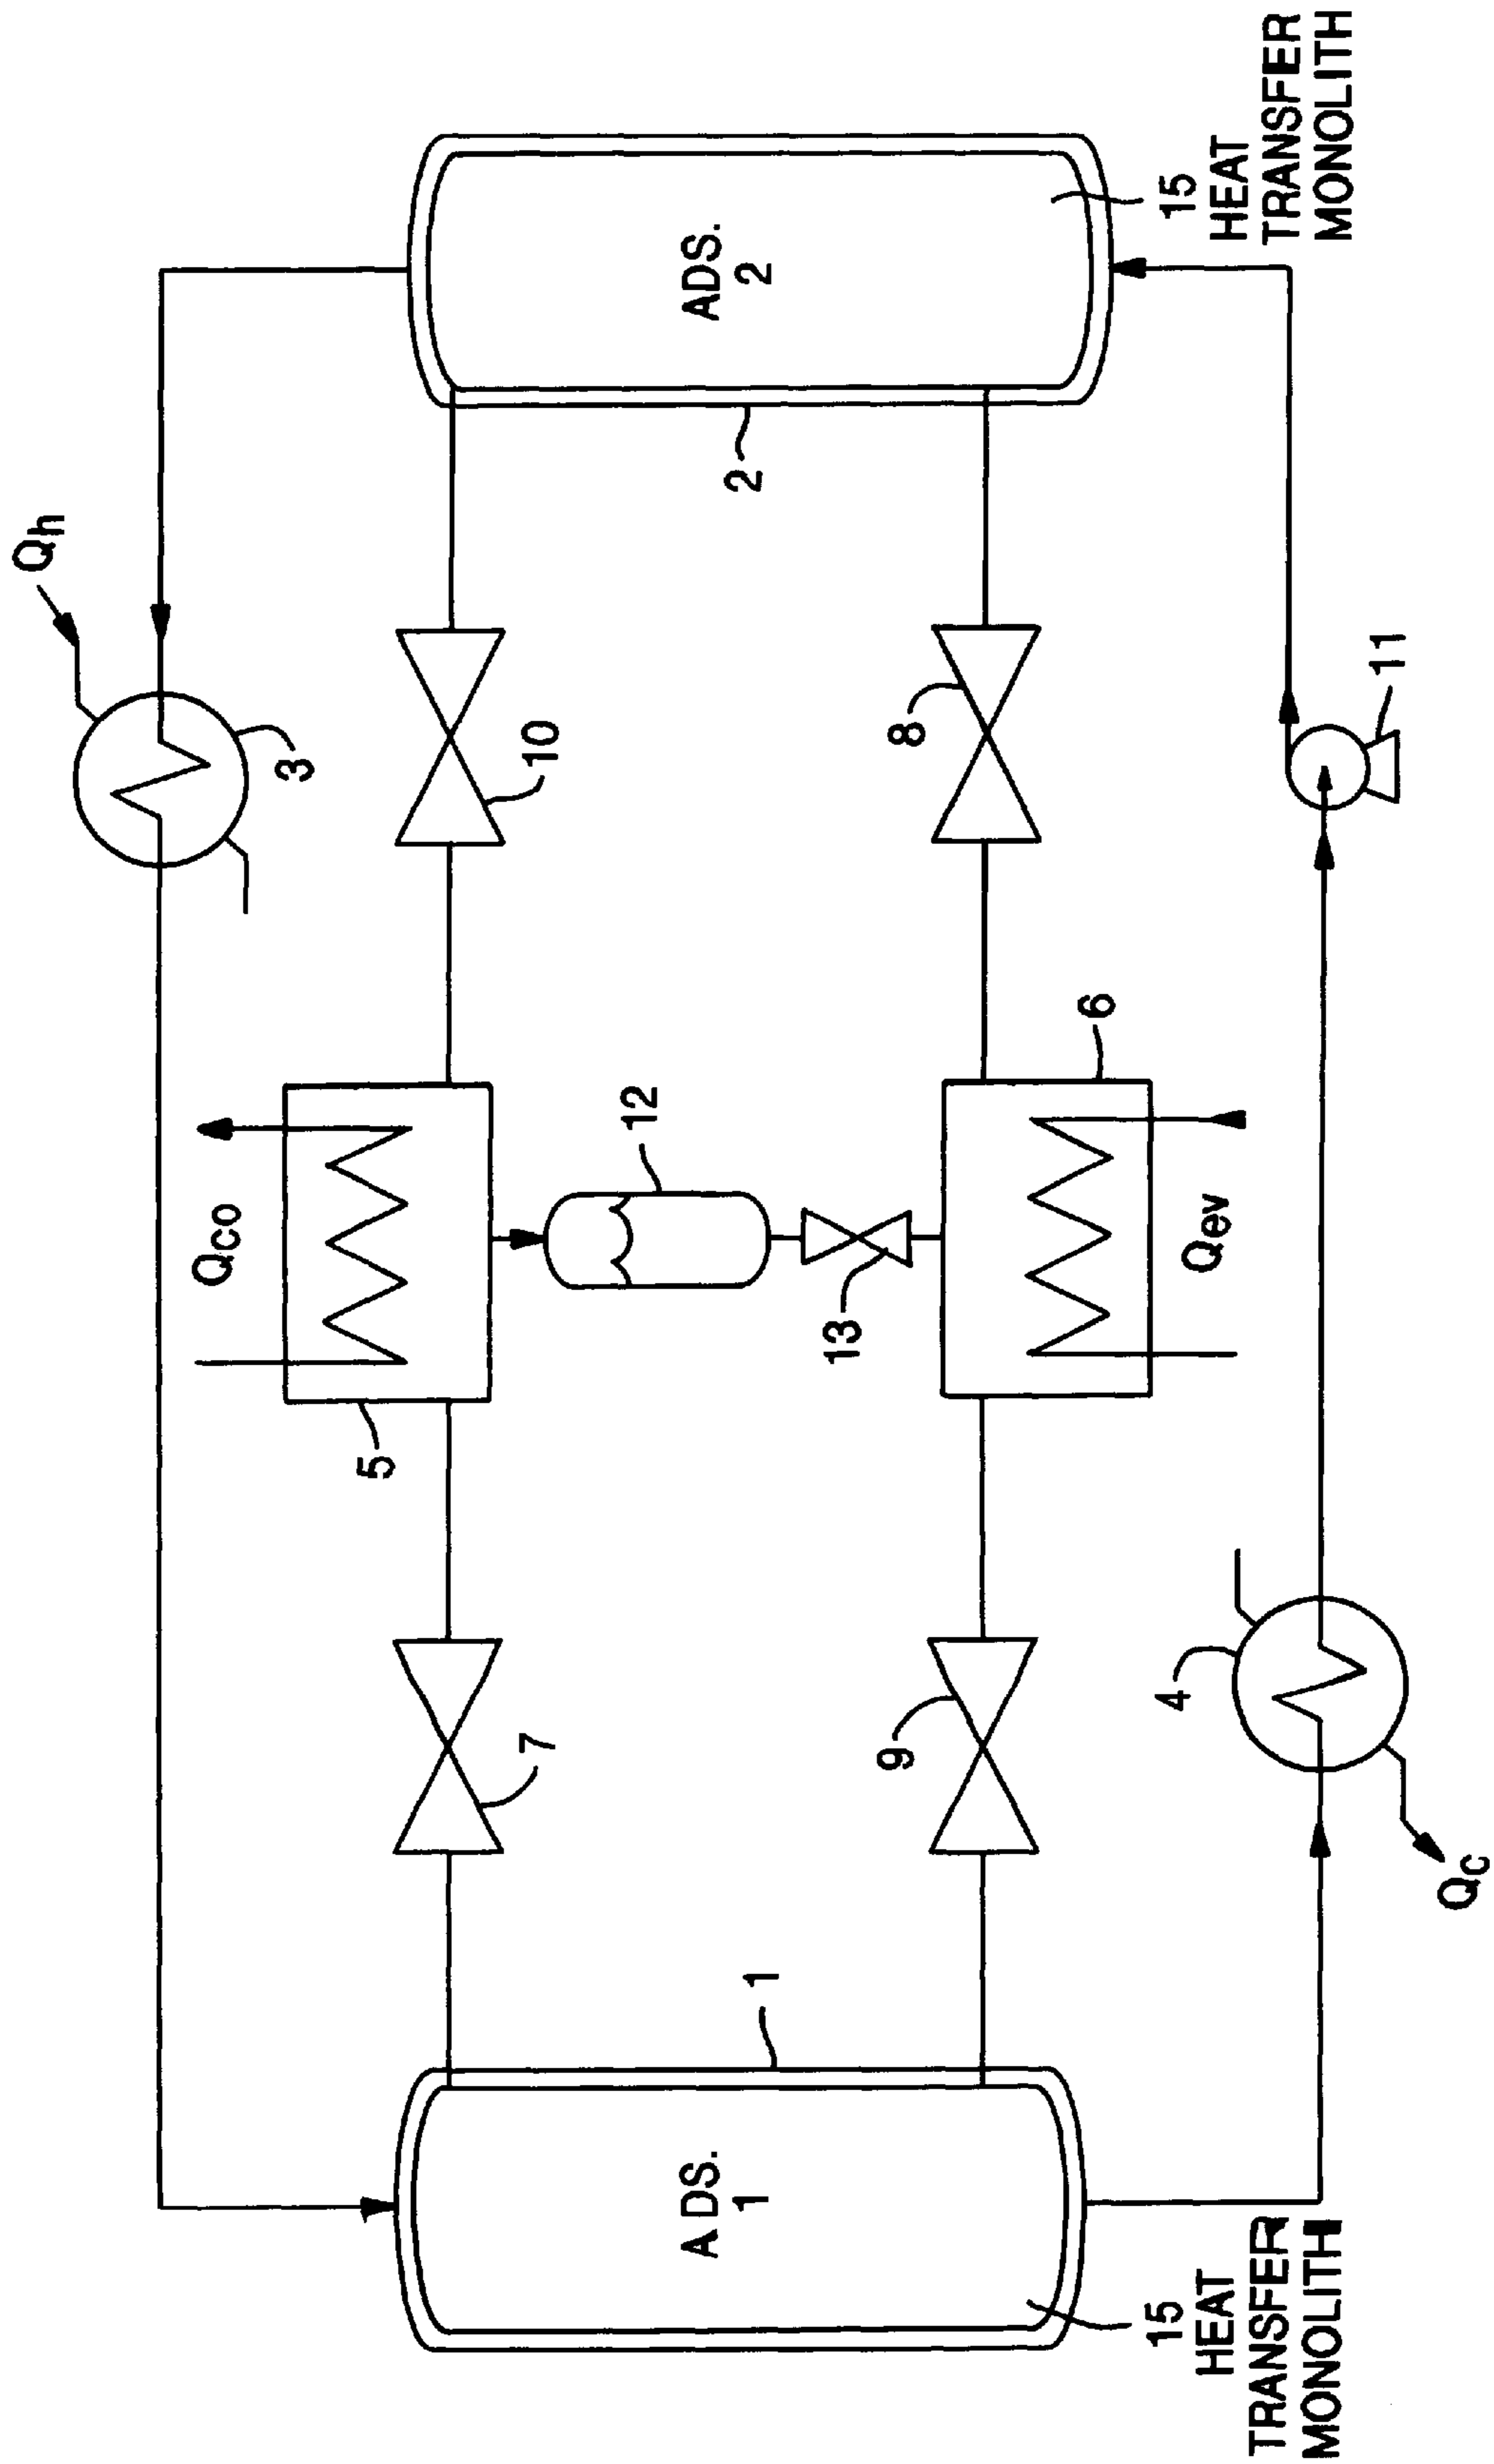 Qh
3
Qco
5
10
7
12
13
8
9
6
Qev
ADS.
2
2
ADS.
1
1
15
HEAT
TRANSFER
MONOLITH
15
HEAT
TRANSFER
MONOLITH
4
Qc
11